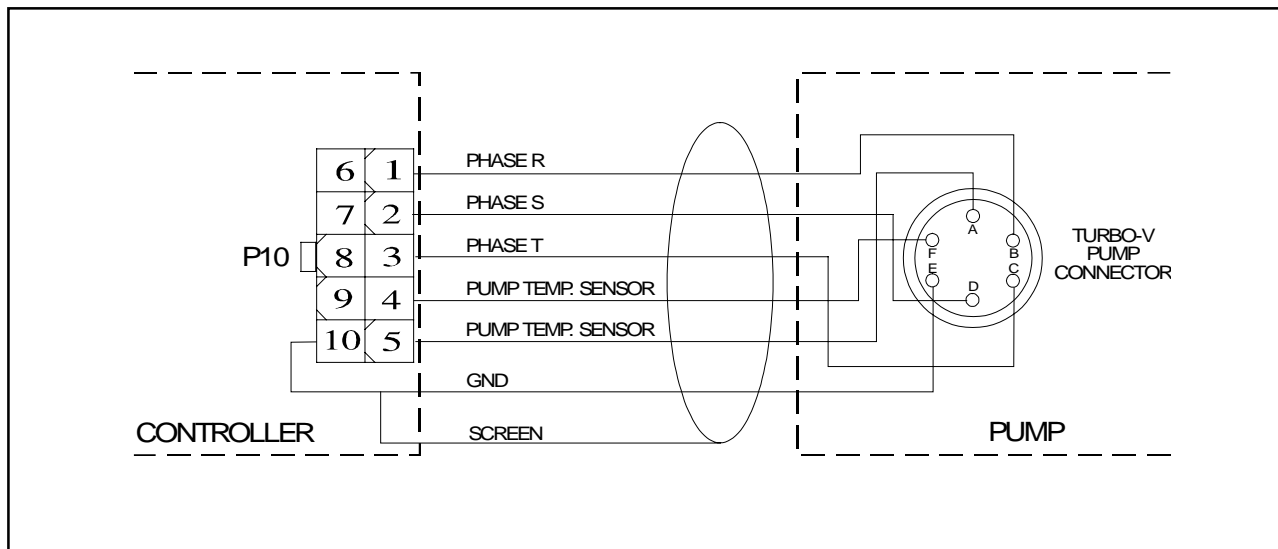 PHASE R
6 1
PHASE S
7 2
P10
8 3
PHASE T
9 4
PUMP TEMP. SENSOR
10 5
PUMP TEMP. SENSOR
GND
SCREEN
CONTROLLER
A
F B
E C
D
TURBO-V
PUMP
CONNECTOR
PUMP